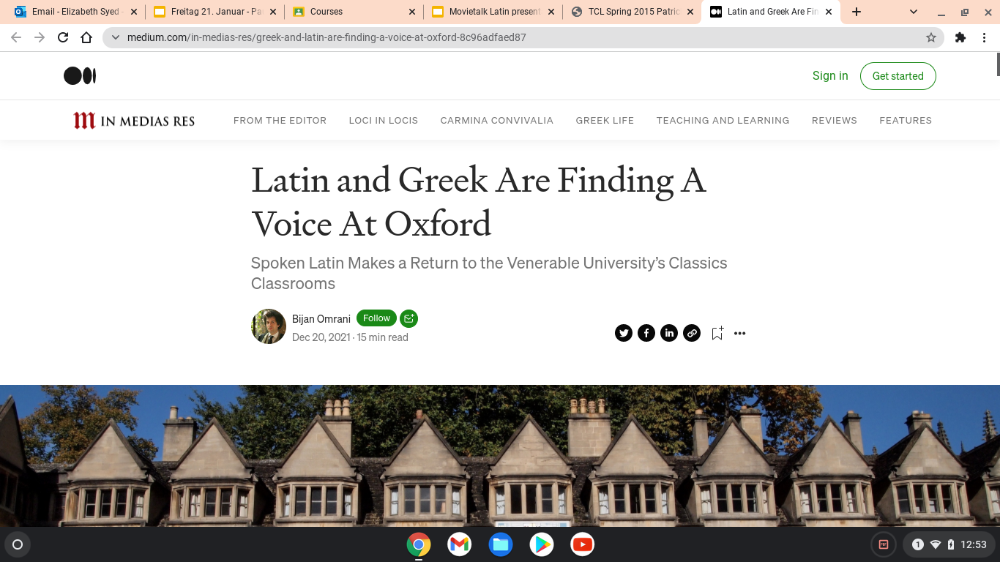 Email - Elizabeth Syed -
Freitag 21. Januar - Pa
Courses
Movietalk Latin present
TCL Spring 2015 Patric
Latin and Greek Are Fin
medium.com/in-medias-res/greek-and-latin-are-finding-a-voice-at-oxford-8c96adfaed87
Sign in
Get started
m IN MEDIAS RES
FROM THE EDITOR
LOCI IN LOCIS
CARMINA CONVIVALIA
GREEK LIFE
TEACHING AND LEARNING
REVIEWS
FEATURES
Latin and Greek Are Finding A
Voice At Oxford
Spoken Latin Makes a Return to the Venerable University’s Classics
Classrooms
Bijan Omrani
Follow
Dec 20, 2021 · 15 min read
1
12:53